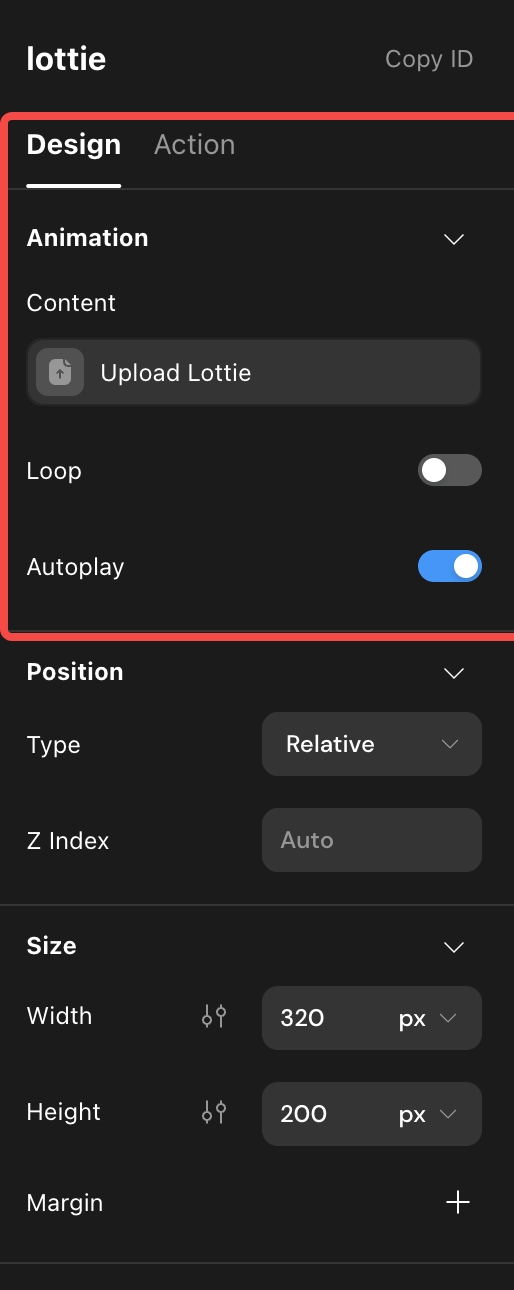 lottie Copy ID
Design Action
Animation
Content
Upload Lottie
Loop
Autoplay
Position
Type Relative
Z Index Auto
Size
Width 320 px
Height 200 px
Margin